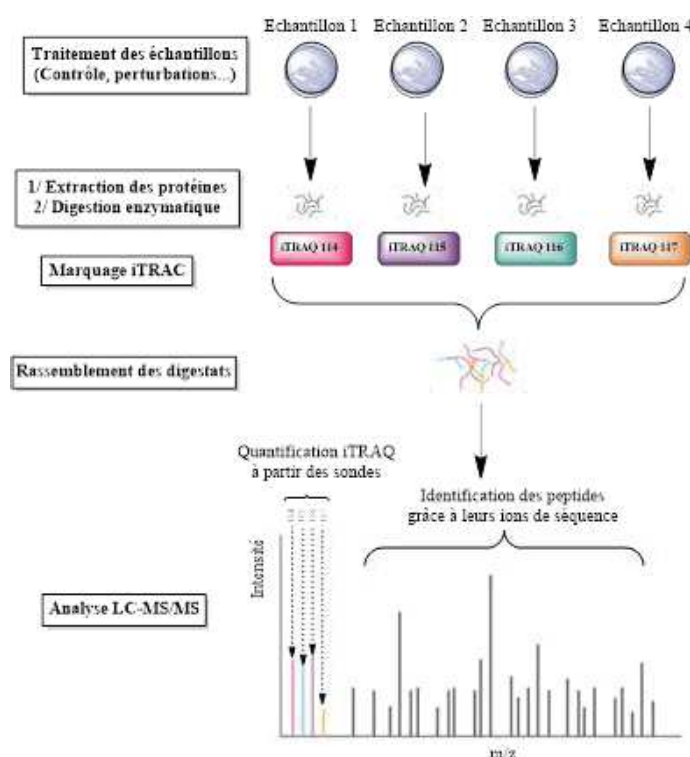 Echantillon 1 Echantillon 2 Echantillon 3 Echantillon 4
Traitement des échantillons
(Contrôle, perturbations...)
1/ Extraction des protéines
2/ Digestion enzymatique
iTRAQ 114 iTRAQ 115 iTRAQ 116 iTRAQ 117
Marquage iTRAC
Rassemblement des digestats
Quantification iTRAQ
à partir des sondes
Identification des peptides
grâce à leurs ions de séquence
Intensité
Analyse LC-MS/MS
m/z